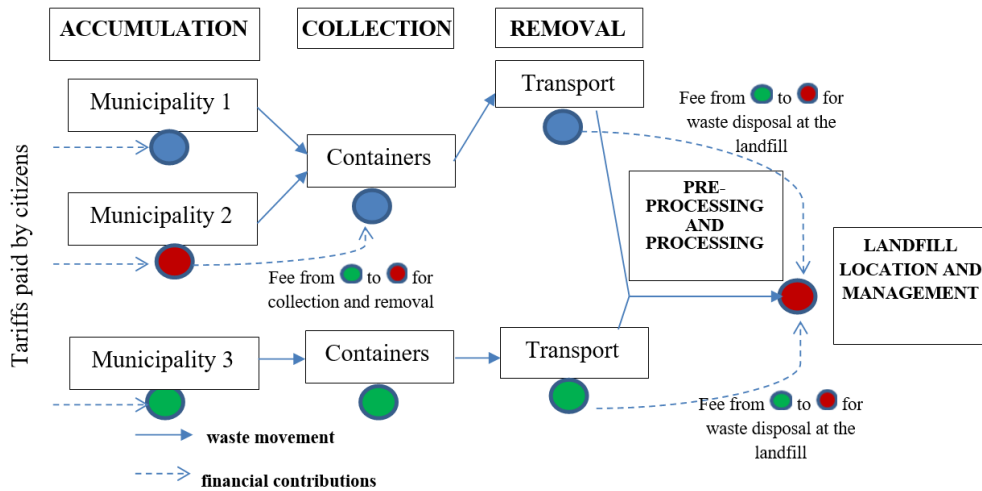 ACCUMULATION
COLLECTION
REMOVAL
Tariffs paid by citizens
Municipality 1
Municipality 2
Municipality 3
Containers
Fee from to for
collection and removal
Containers
Transport
Transport
Fee from to for
waste disposal at the
landfill
PRE-
PROCESSING
AND
PROCESSING
LANDFILL
LOCATION AND
MANAGEMENT
Fee from to for
waste disposal at the
landfill
waste movement
financial contributions